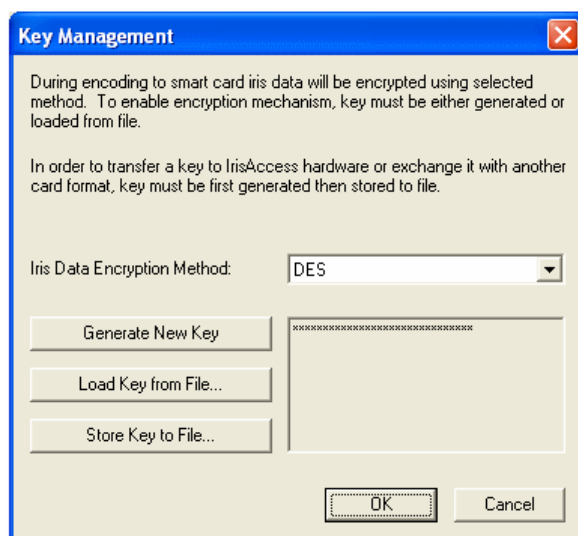 Key Management
During encoding to smart card iris data will be encrypted using selected
method. To enable encryption mechanism, key must be either generated or
loaded from file.
In order to transfer a key to IrisAccess hardware or exchange it with another
card format, key must be first generated then stored to file.
Iris Data Encryption Method:
DES
Generate New Key
××××××××××××××××××××××××××××××
Load Key from File...
Store Key to File...
OK
Cancel